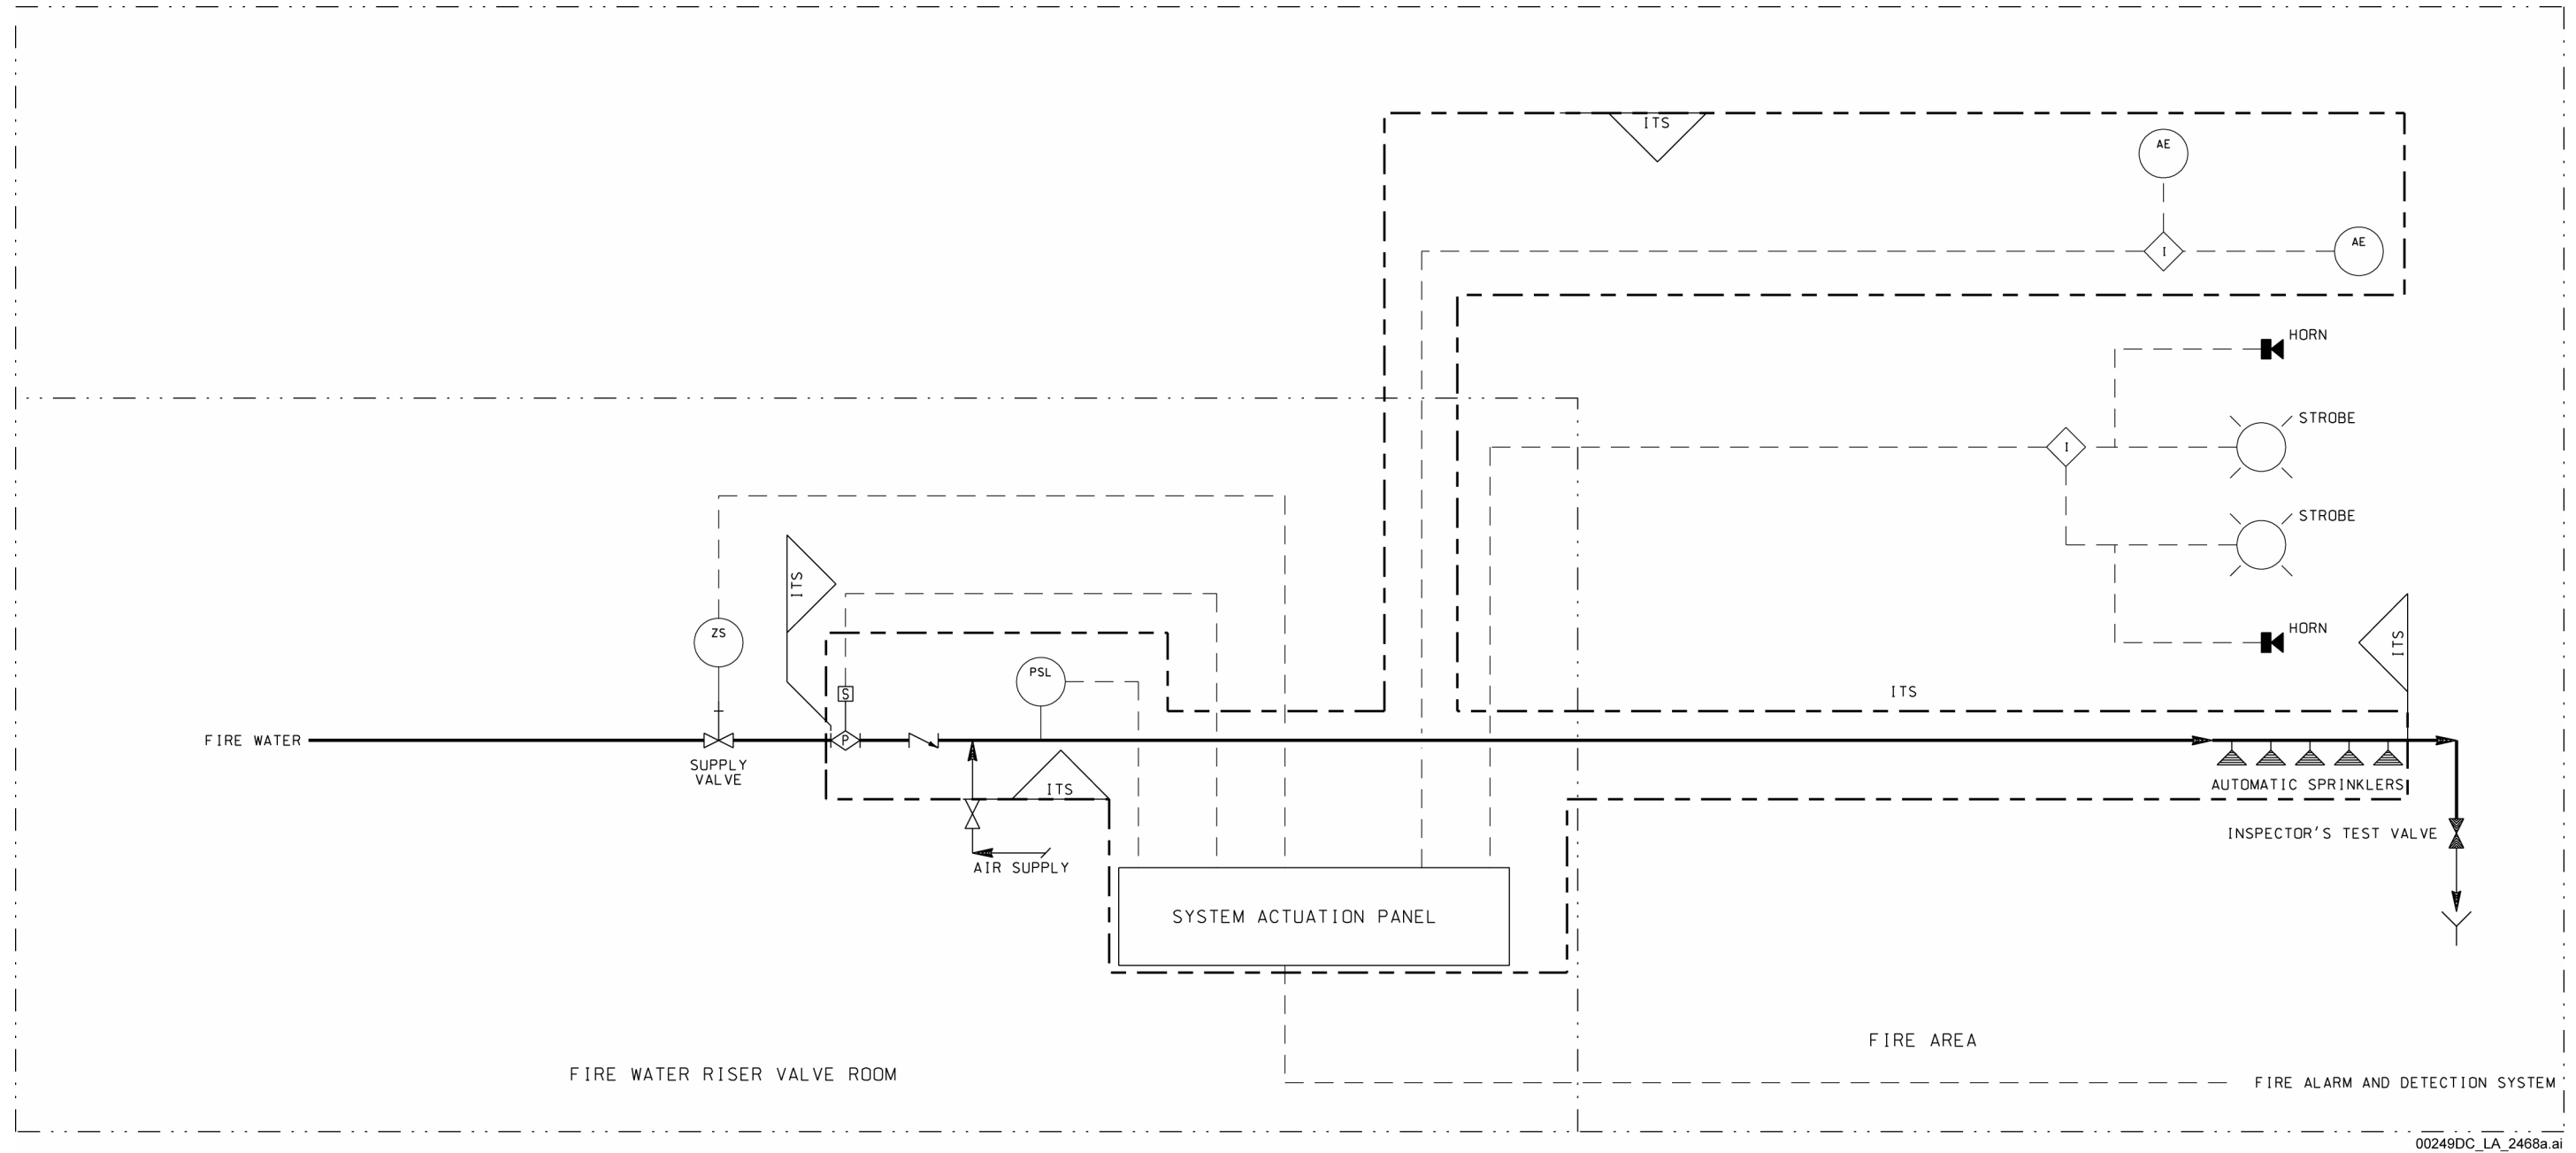 ITS
AE
AE
I
HORN
STROBE
I
STROBE
ITS
ZS
HORN
ITS
PSL
S
ITS
FIRE WATER
P
SUPPLY
VALVE
ITS
AUTOMATIC SPRINKLERS
INSPECTOR'S TEST VALVE
AIR SUPPLY
SYSTEM ACTUATION PANEL
FIRE AREA
FIRE WATER RISER VALVE ROOM
FIRE ALARM AND DETECTION SYSTEM
00249DC_LA_2468a.ai